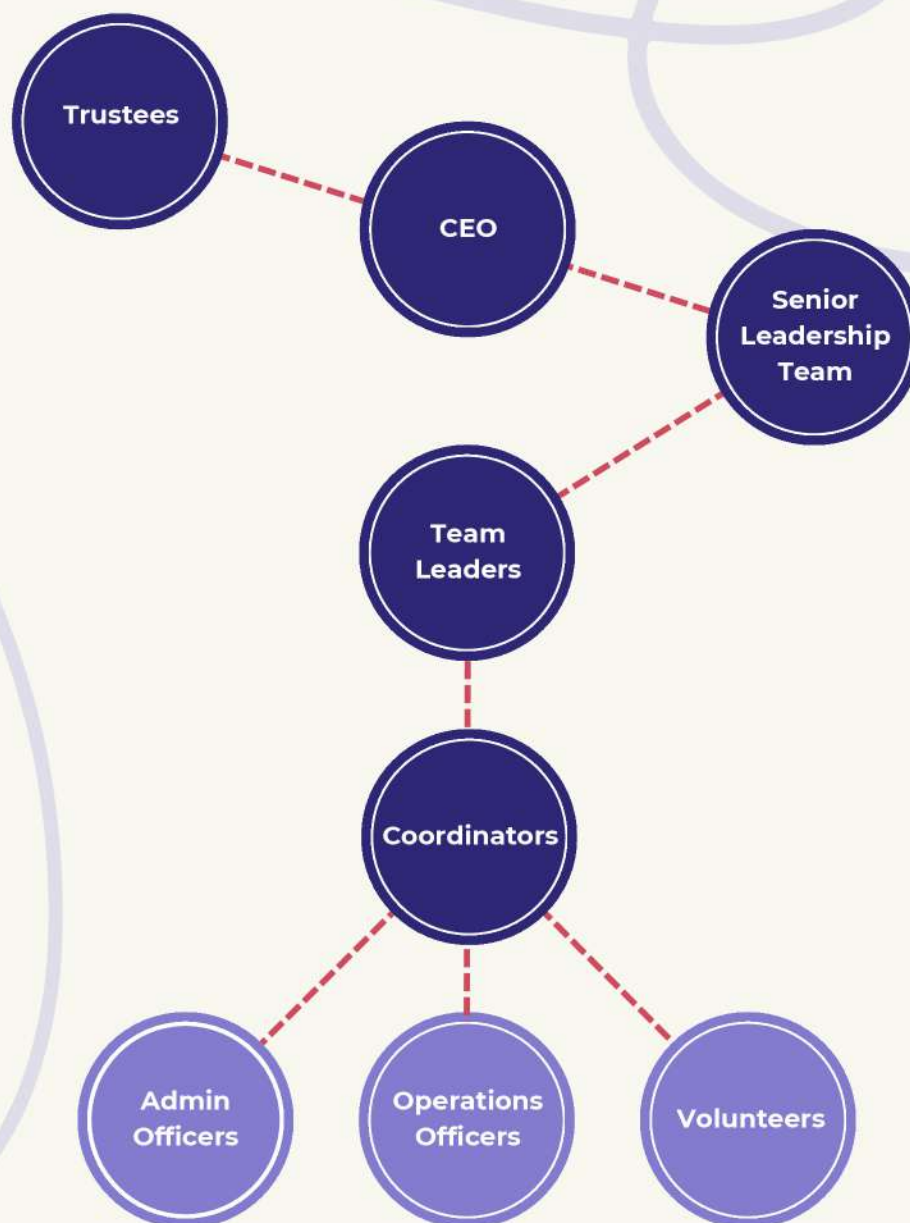 Trustees
CEO
Senior
Leadership
Team
Team
Leaders
Coordinators
Admin
Officers
Operations
Officers
Volunteers